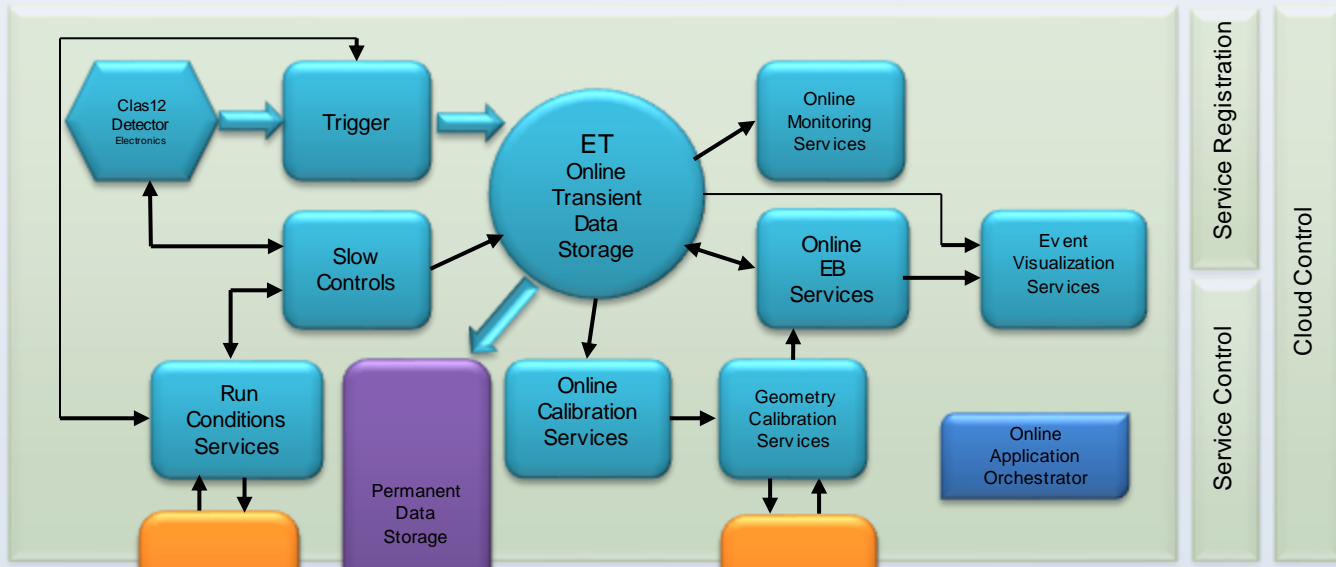 Clas12
Detector
Electronics
Trigger
ET
Online
Transient
Data
Storage
Online
Monitoring
Services
Slow
Controls
Online
EB
Services
Event
Visualization
Services
Run
Conditions
Services
Permanent
Data
Storage
Online
Calibration
Services
Geometry
Calibration
Services
Online
Application
Orchestrator
Service Registration
Service Control
Cloud Control